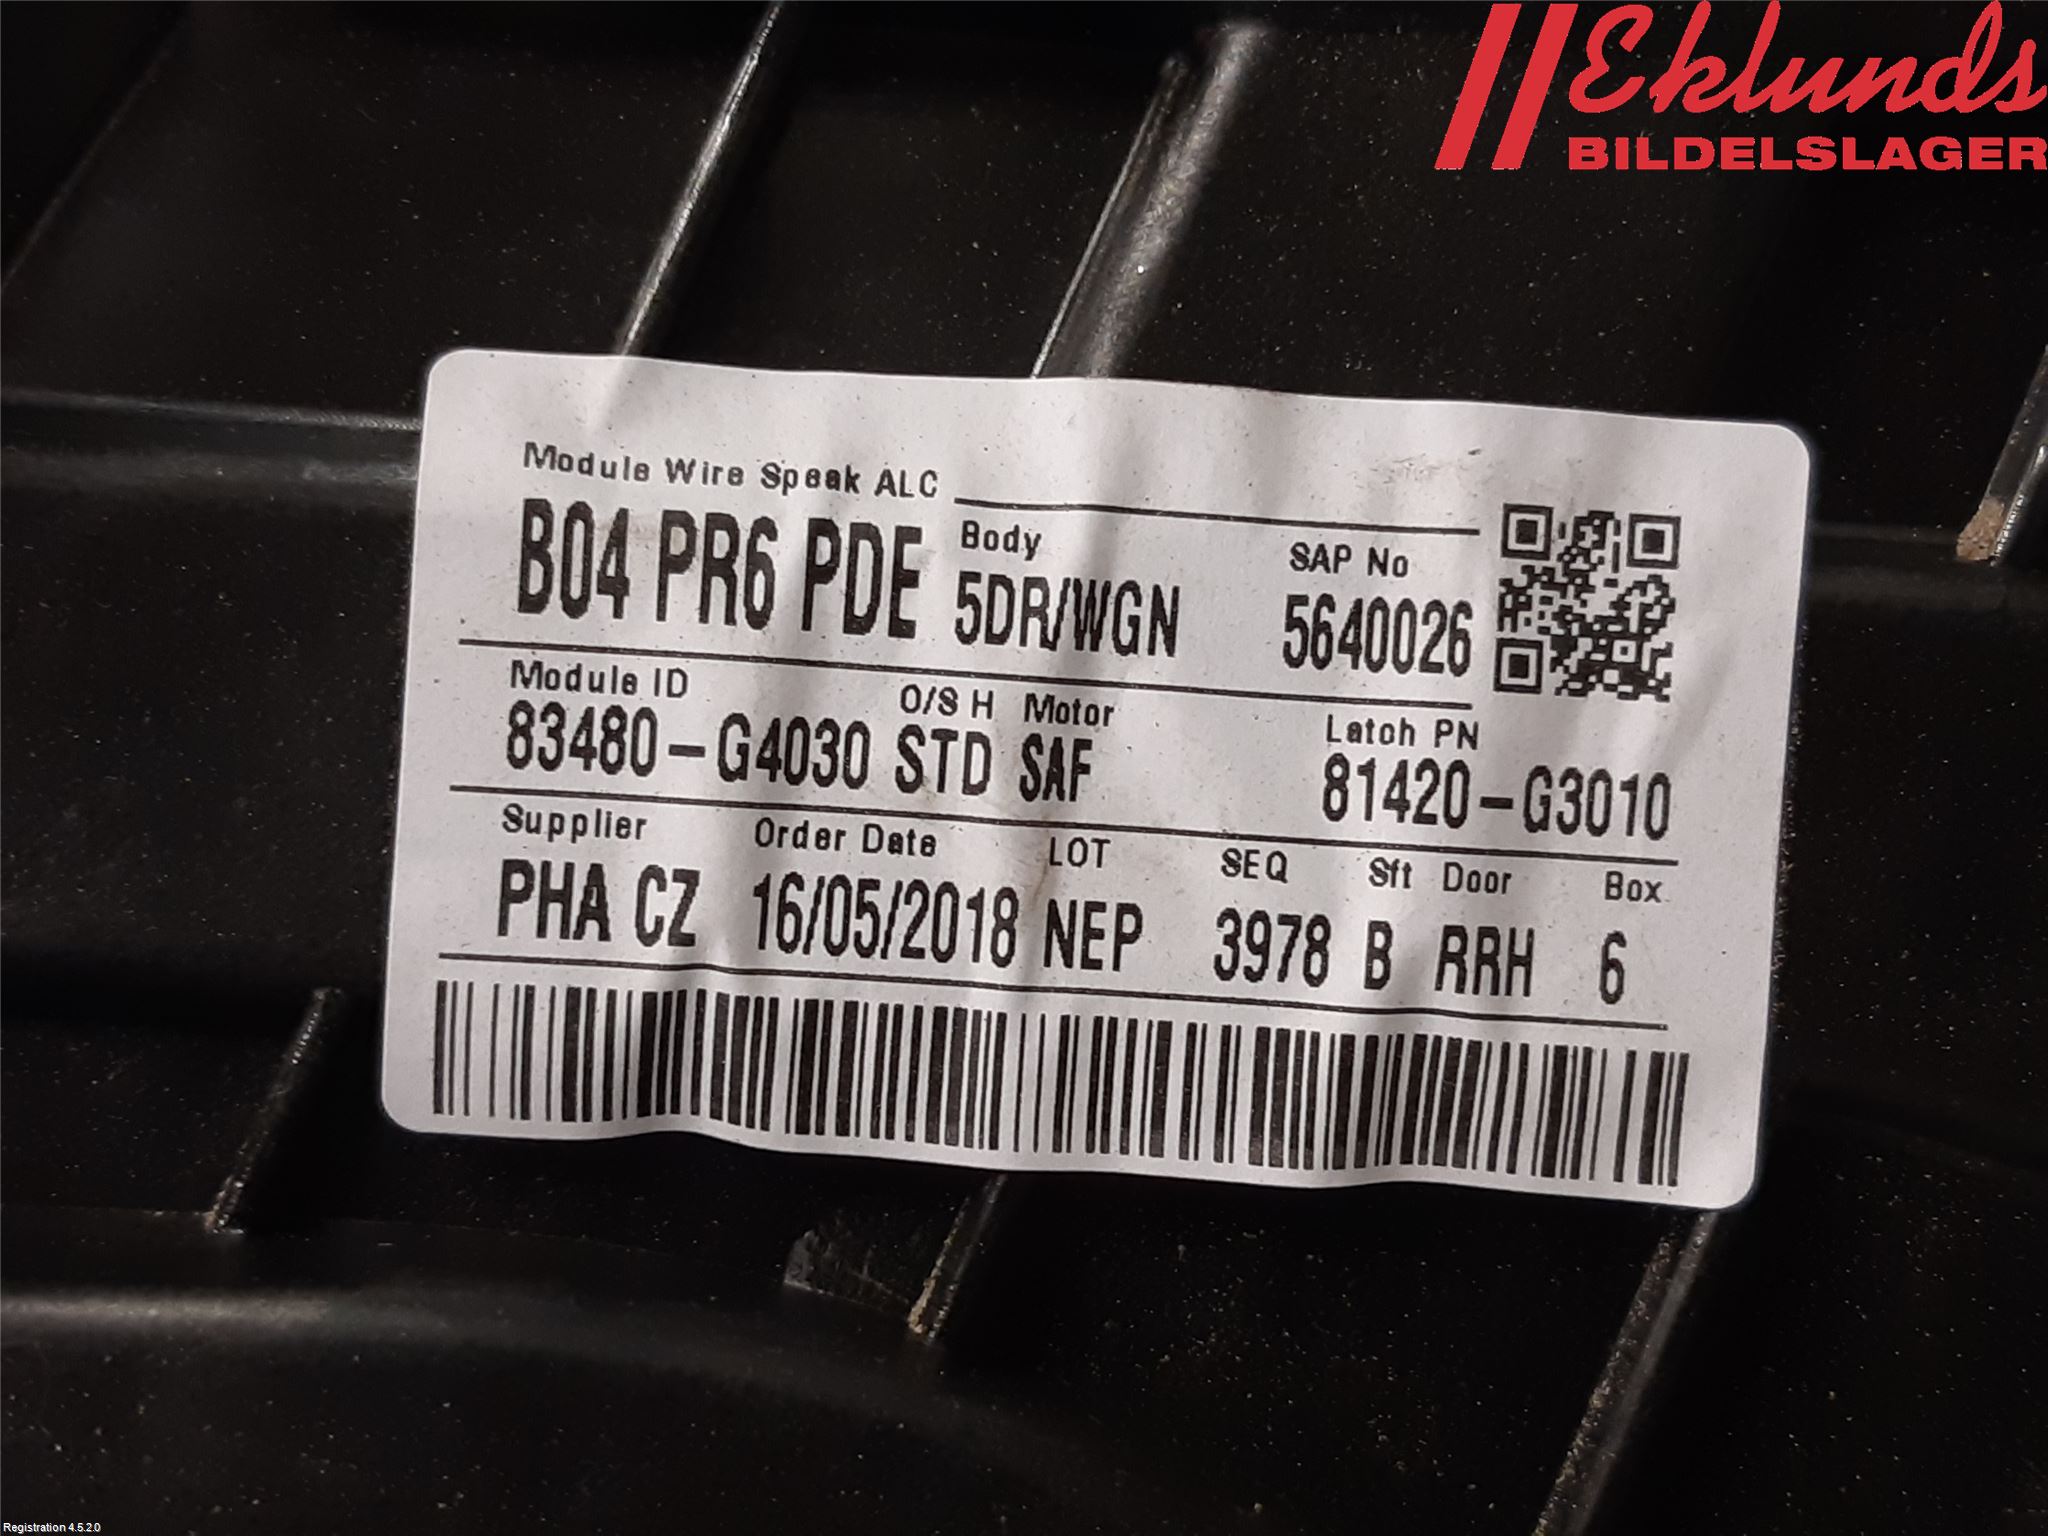 Eklunds
BILDELSLAGER
Module Wire Speak ALC
B04 PR6 PDE
Body
5DR/WGN
SAP No
5640026
Module ID
83480-G4030
O/S H
STD
Motor
SAF
Latch PN
81420-G3010
Supplier
PHA CZ
Order Date
16/05/2018
LOT
NEP
SEQ
3978
Sft
B
Door
RRH
Box
6
Registration 4.5.2.0